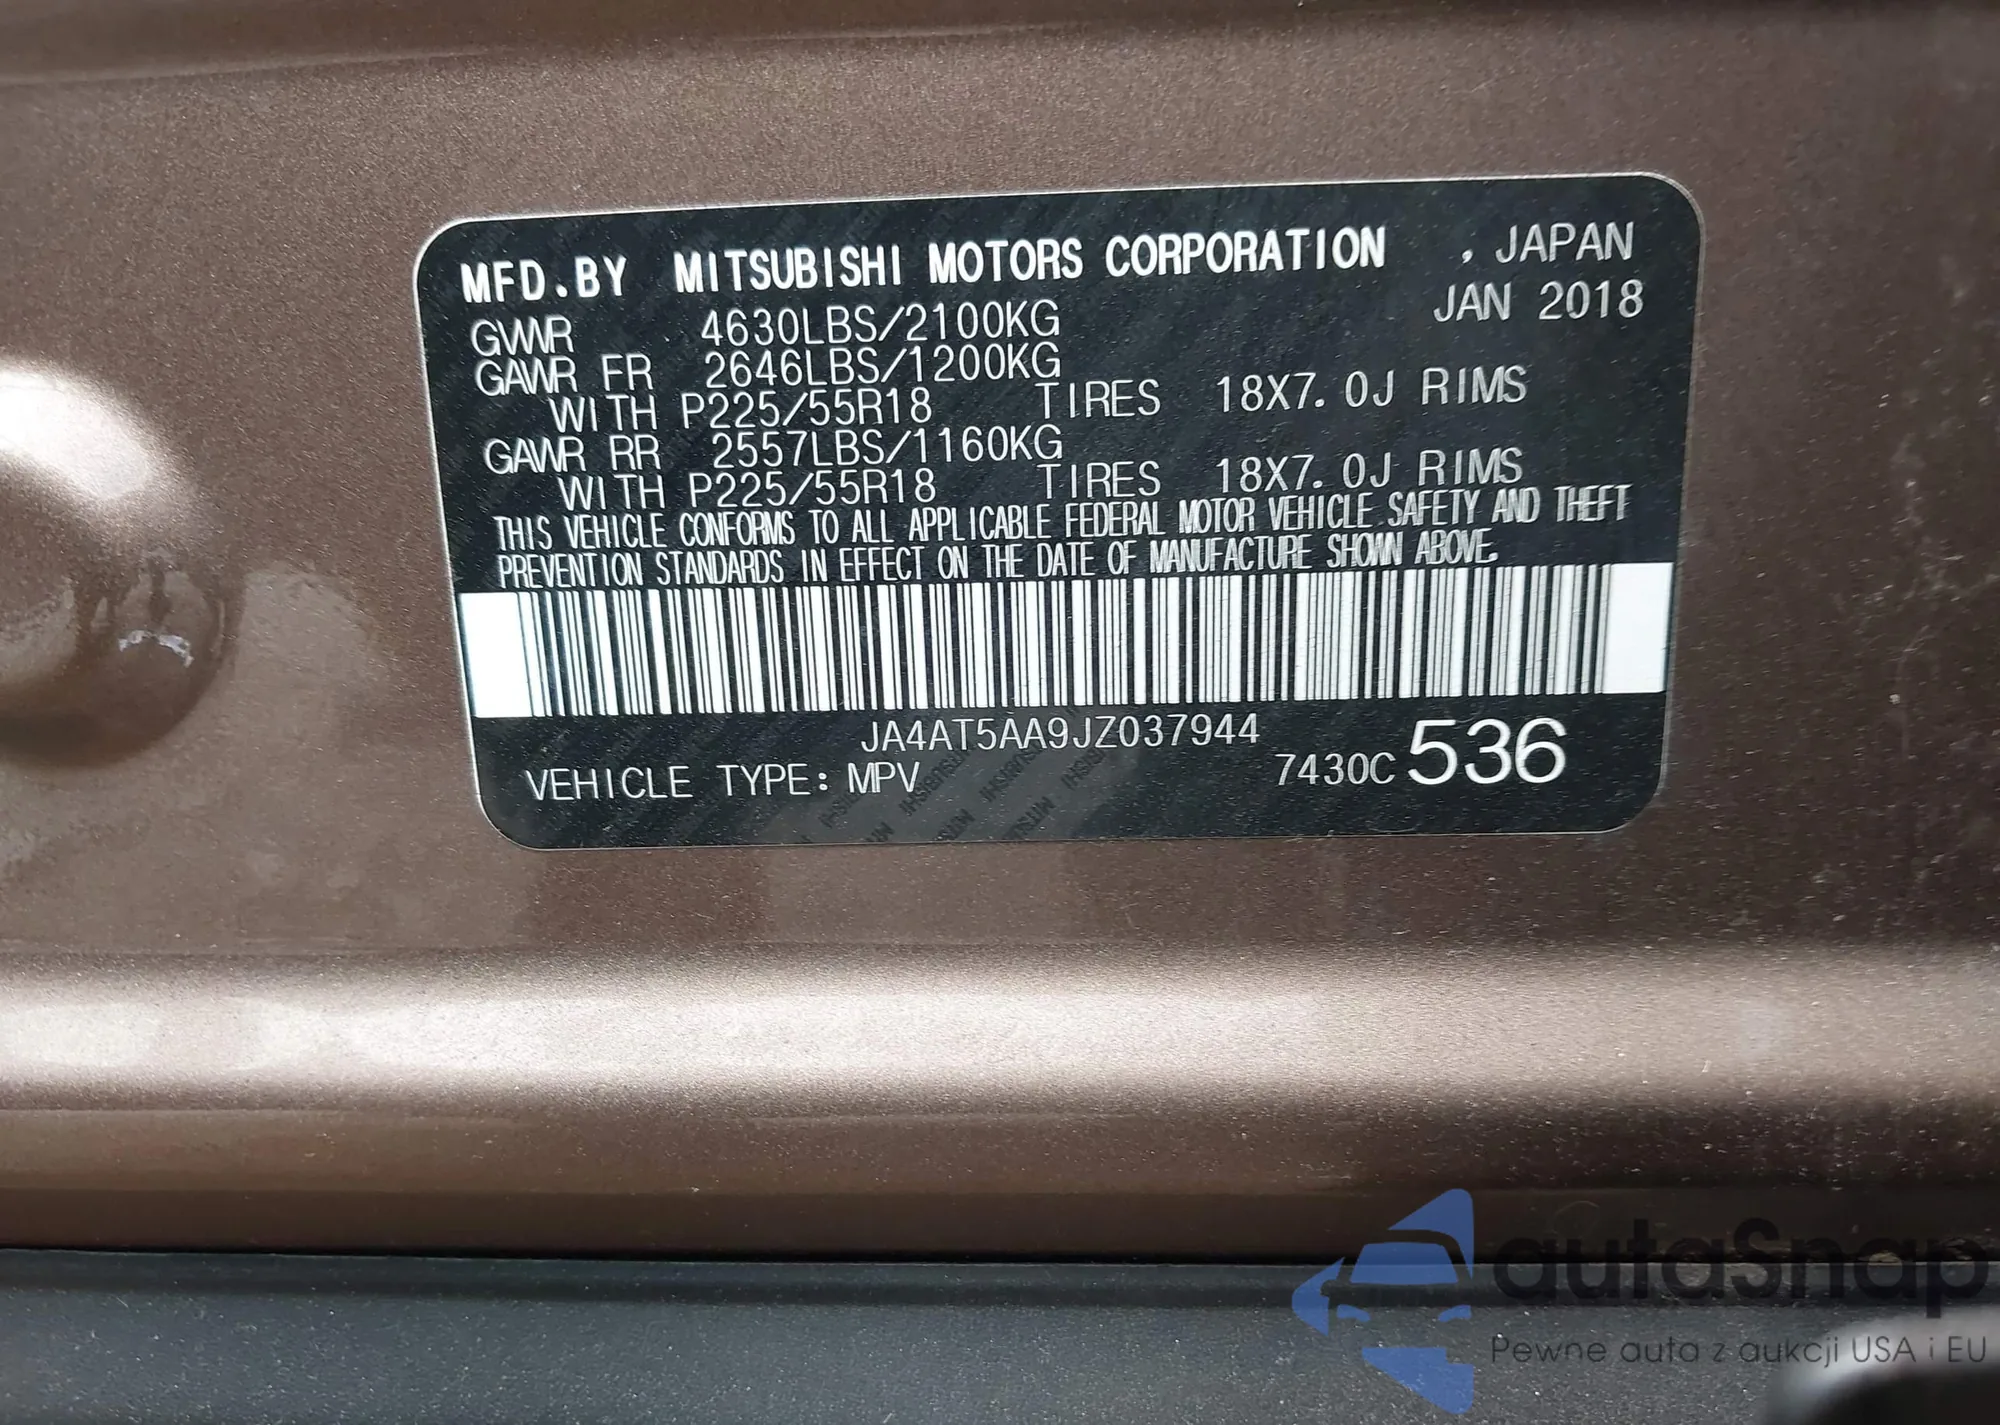 MFD.BY MITSUBISHI MOTORS CORPORATION , JAPAN
JAN 2018
GVWR 4630LBS/2100KG
GAWR FR 2646LBS/1200KG
WITH P225/55R18 TIRES 18X7.0J RIMS
GAWR RR 2557LBS/1160KG
WITH P225/55R18 TIRES 18X7.0J RIMS
THIS VEHICLE CONFORMS TO ALL APPLICABLE FEDERAL MOTOR VEHICLE SAFETY AND THEFT
PREVENTION STANDARDS IN EFFECT ON THE DATE OF MANUFACTURE SHOWN ABOVE.
JA4AT5AA9JZ037944
VEHICLE TYPE: MPV 7430C 536
autaSnap
Pewne auta z aukcji USA i EU